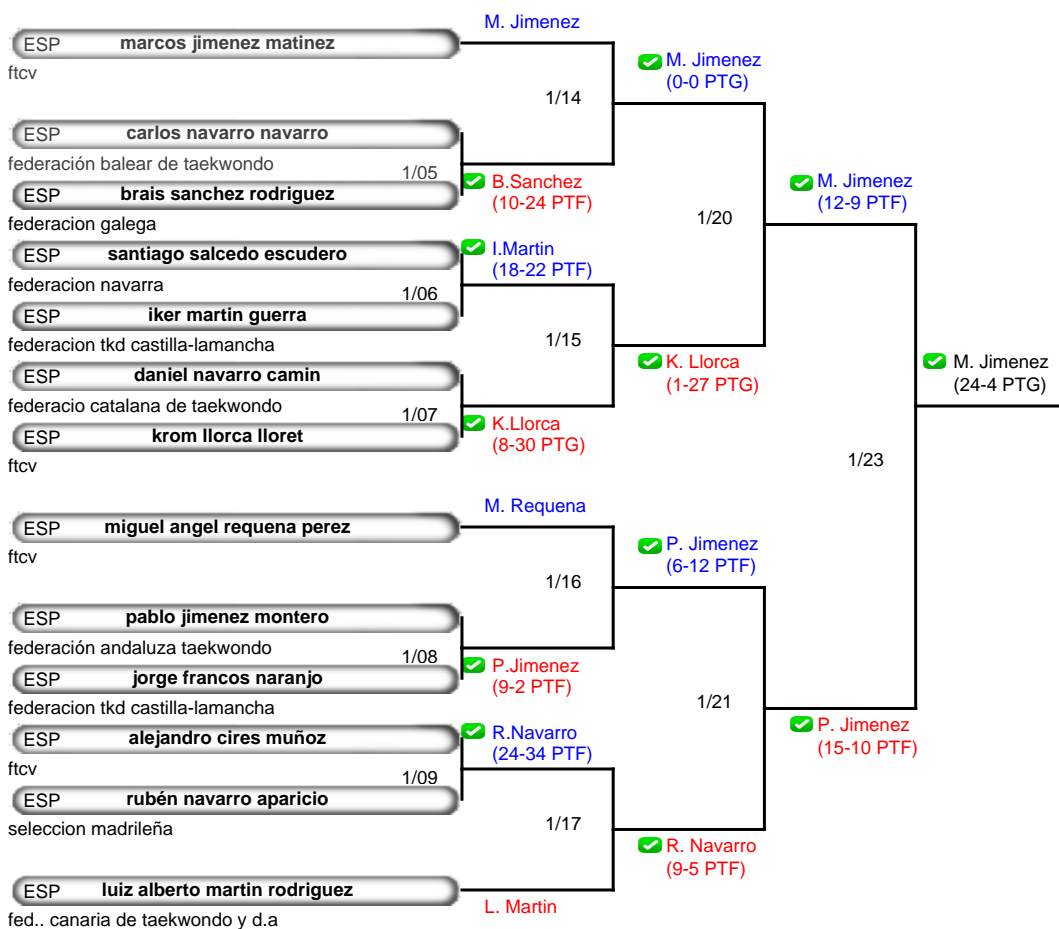 M. Jimenez
ESP marcos jimenez matinez
ftcv
M. Jimenez
(0-0 PTG)
1/14
ESP carlos navarro navarro
federación balear de taekwondo
1/05
B.Sanchez
(10-24 PTF)
ESP brais sanchez rodriguez
federacion galega
M. Jimenez
(12-9 PTF)
1/20
ESP santiago salcedo escudero
federacion navarra
I.Martin
(18-22 PTF)
1/06
ESP iker martin guerra
federacion tkd castilla-lamancha
1/15
K. Llorca
(1-27 PTG)
M. Jimenez
(24-4 PTG)
ESP daniel navarro camin
federacio catalana de taekwondo
1/07
K.Llorca
(8-30 PTG)
ESP krom llorca lloret
ftcv
1/23
M. Requena
ESP miguel angel requena perez
ftcv
P. Jimenez
(6-12 PTF)
1/16
ESP pablo jimenez montero
federación andaluza taekwondo
1/08
P.Jimenez
(9-2 PTF)
ESP jorge francos naranjo
federacion tkd castilla-lamancha
1/21
P. Jimenez
(15-10 PTF)
ESP alejandro cires muñoz
ftcv
R.Navarro
(24-34 PTF)
1/09
ESP rubén navarro aparicio
seleccion madrileña
1/17
R. Navarro
(9-5 PTF)
ESP luiz alberto martin rodriguez
L. Martin
fed.. canaria de taekwondo y d.a